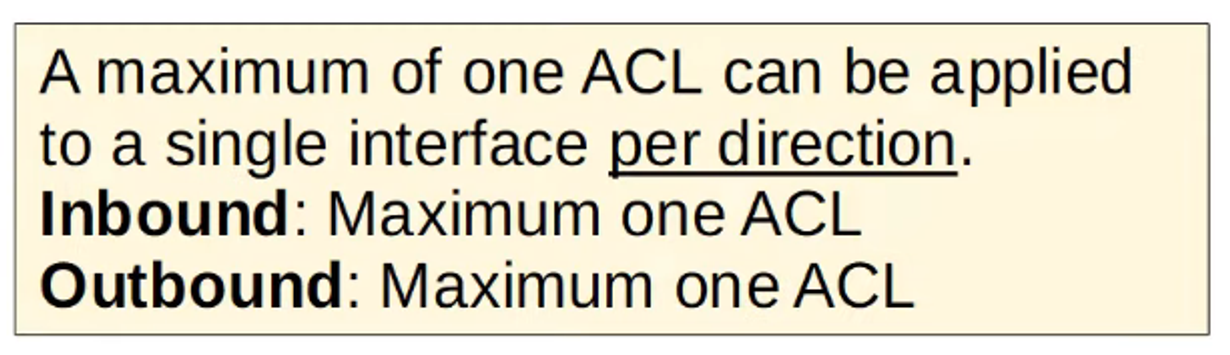 A maximum of one ACL can be applied
to a single interface per direction.
Inbound: Maximum one ACL
Outbound: Maximum one ACL